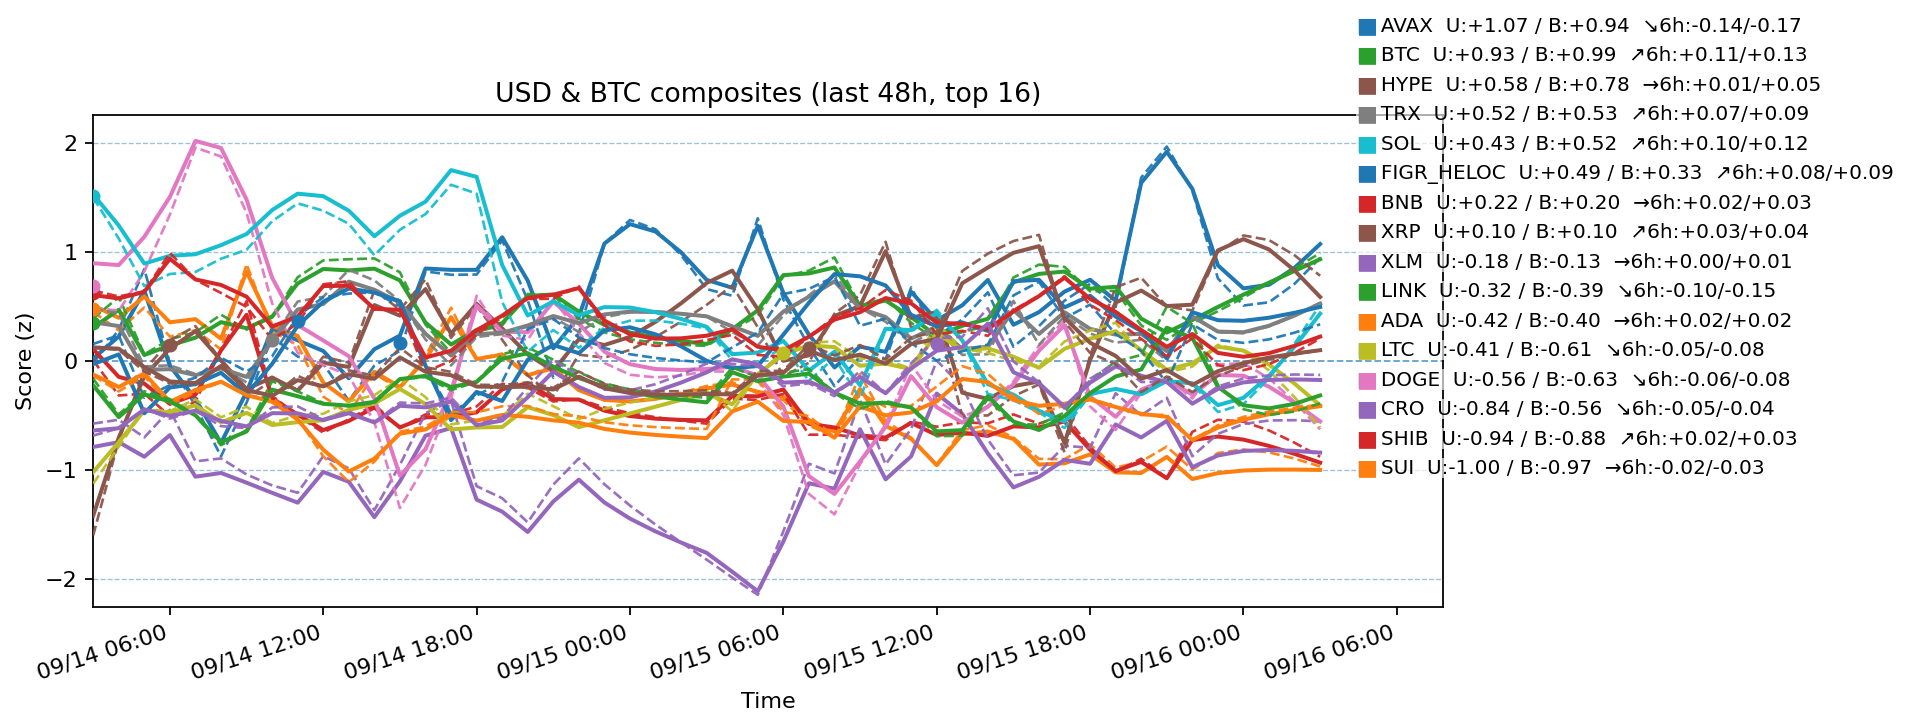 USD & BTC composites (last 48h, top 16)
AVAX U:+1.07 / B:+0.94 ↘6h:-0.14/-0.17
BTC U:+0.93 / B:+0.99 ↗6h:+0.11/+0.13
HYPE U:+0.58 / B:+0.78 →6h:+0.01/+0.05
TRX U:+0.52 / B:+0.53 ↗6h:+0.07/+0.09
SOL U:+0.43 / B:+0.52 ↗6h:+0.10/+0.12
FIGR_HELOC U:+0.49 / B:+0.33 ↗6h:+0.08/+0.09
BNB U:+0.22 / B:+0.20 →6h:+0.02/+0.03
XRP U:+0.10 / B:+0.10 ↗6h:+0.03/+0.04
XLM U:-0.18 / B:-0.13 →6h:+0.00/+0.01
LINK U:-0.32 / B:-0.39 ↘6h:-0.10/-0.15
ADA U:-0.42 / B:-0.40 →6h:+0.02/+0.02
LTC U:-0.41 / B:-0.61 ↘6h:-0.05/-0.08
DOGE U:-0.56 / B:-0.63 ↘6h:-0.06/-0.08
CRO U:-0.84 / B:-0.56 ↘6h:-0.05/-0.04
SHIB U:-0.94 / B:-0.88 ↗6h:+0.02/+0.03
SUI U:-1.00 / B:-0.97 →6h:-0.02/-0.03
Score (z)
2
1
0
−1
−2
09/14 06:00
09/14 12:00
09/14 18:00
09/15 00:00
09/15 06:00
09/15 12:00
09/15 18:00
09/16 00:00
09/16 06:00
Time